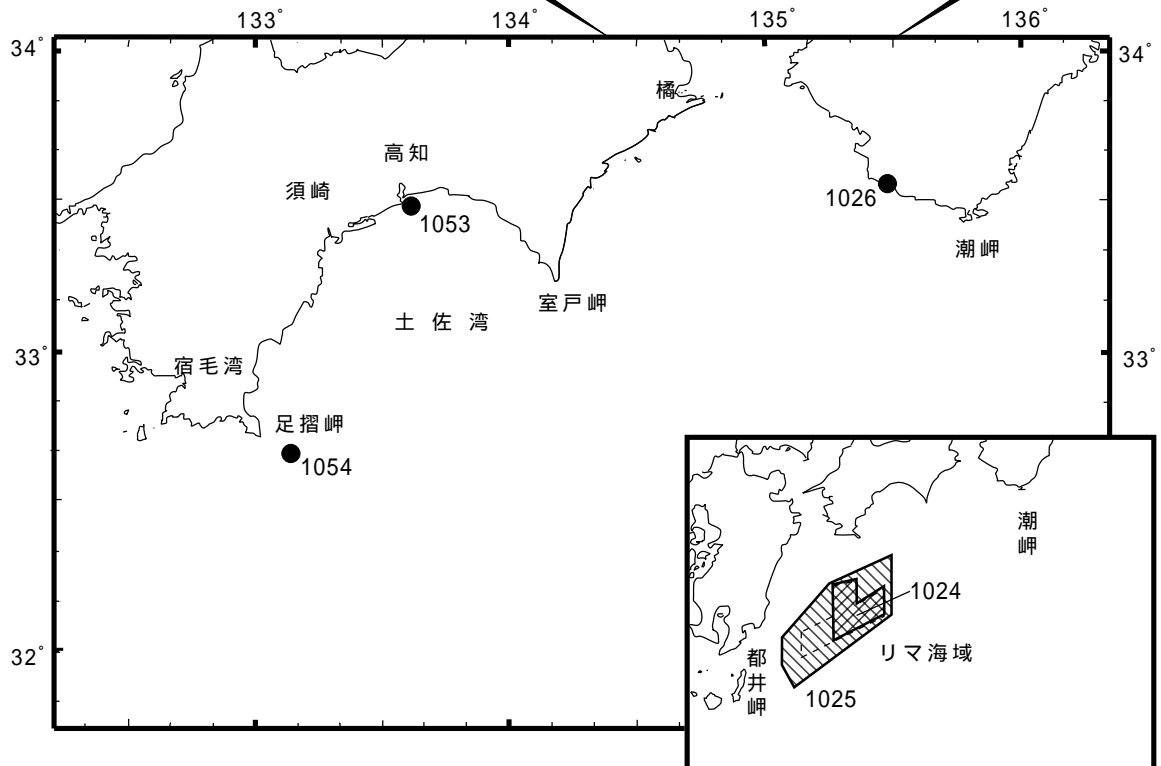 133°
134°
135°
136°
34°
34°
橘
高知
須崎
1053
1026
潮岬
室戸岬
土佐湾
33°
33°
宿毛湾
足摺岬
1054
潮岬
1024
リマ海域
32°
都井岬
1025